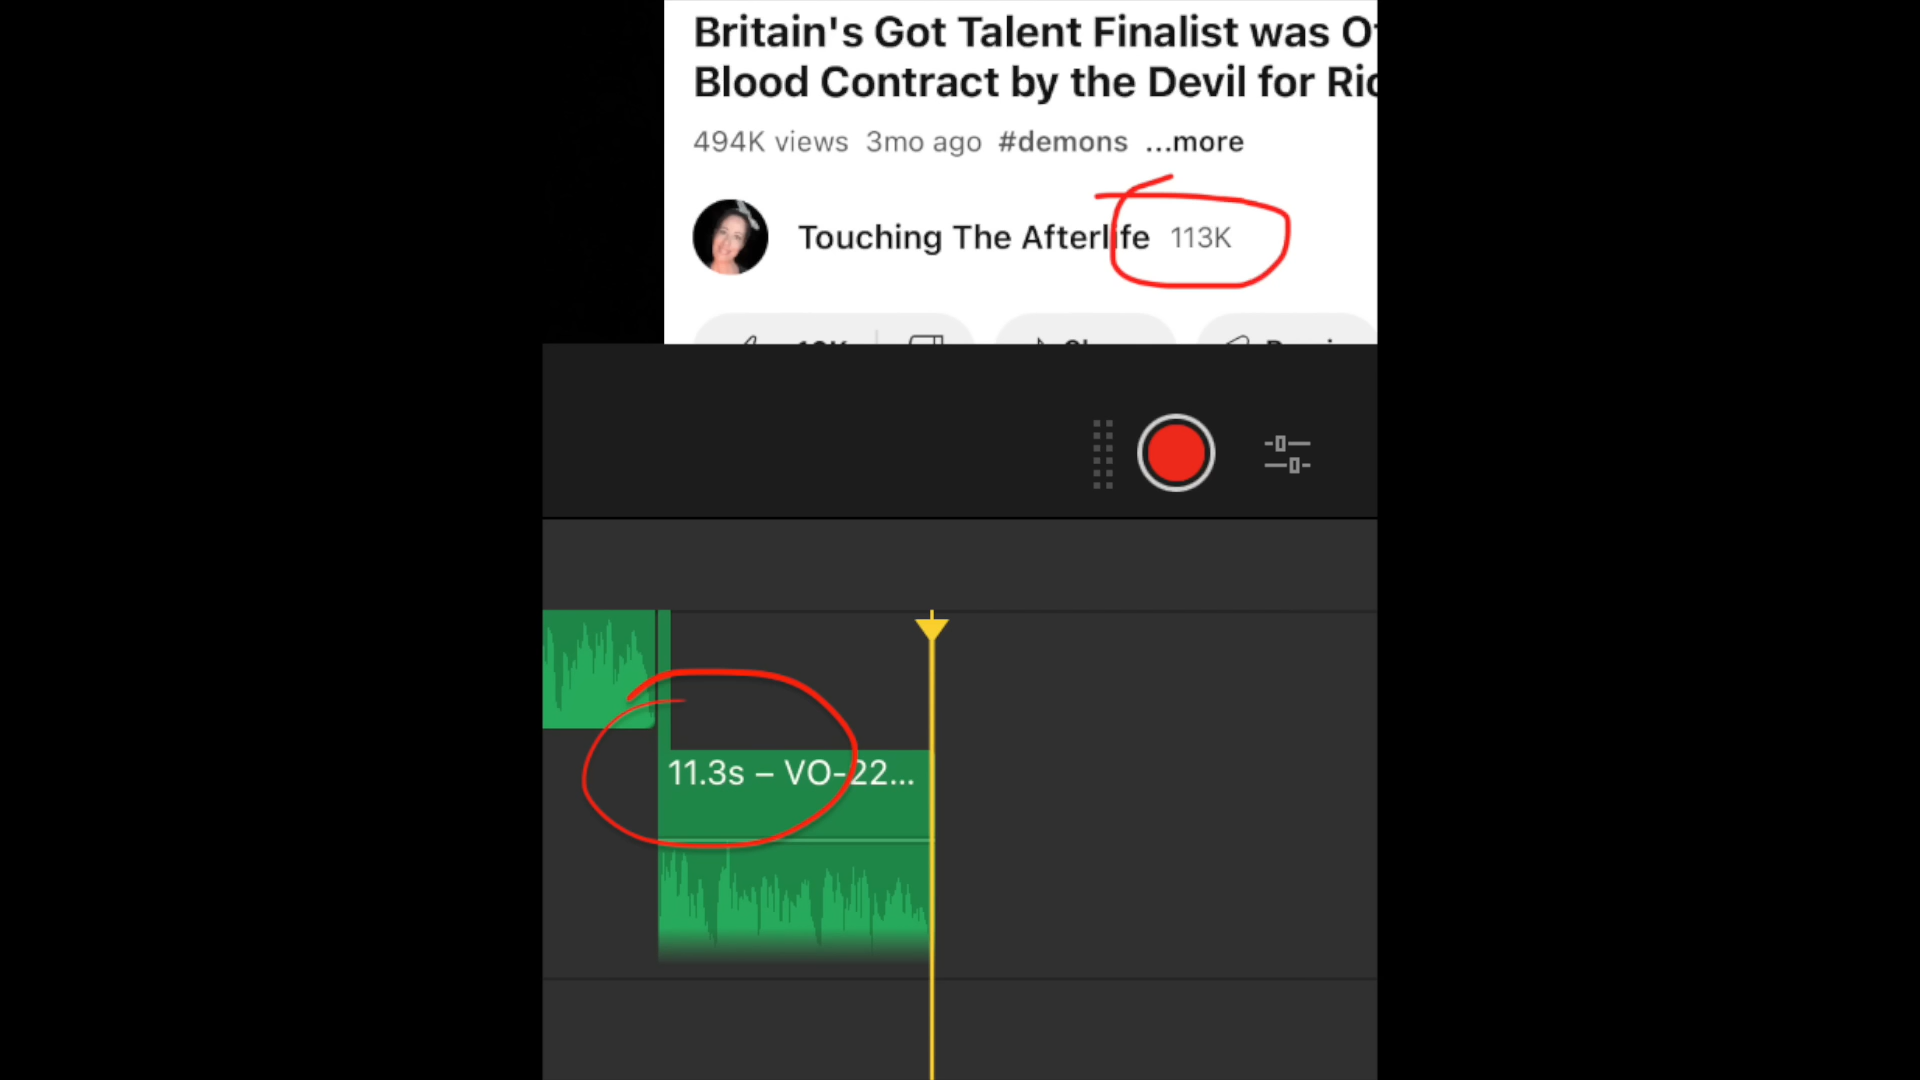 Britain's Got Talent Finalist was
Blood Contract by the Devil for
494K views 3mo ago #demons ...more
Touching The Afterlife 113K
11.3s – VO-22...